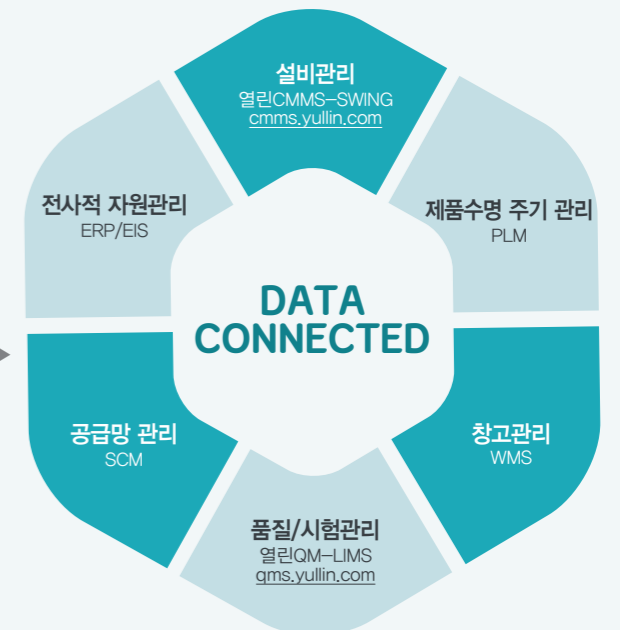 설비관리
열린CMMS-SWING
cmms.yullin.com
전사적 자원관리
ERP/EIS
제품수명 주기 관리
PLM
DATA
CONNECTED
공급망 관리
SCM
창고관리
WMS
품질/시험관리
열린QM-LIMS
qms.yullin.com